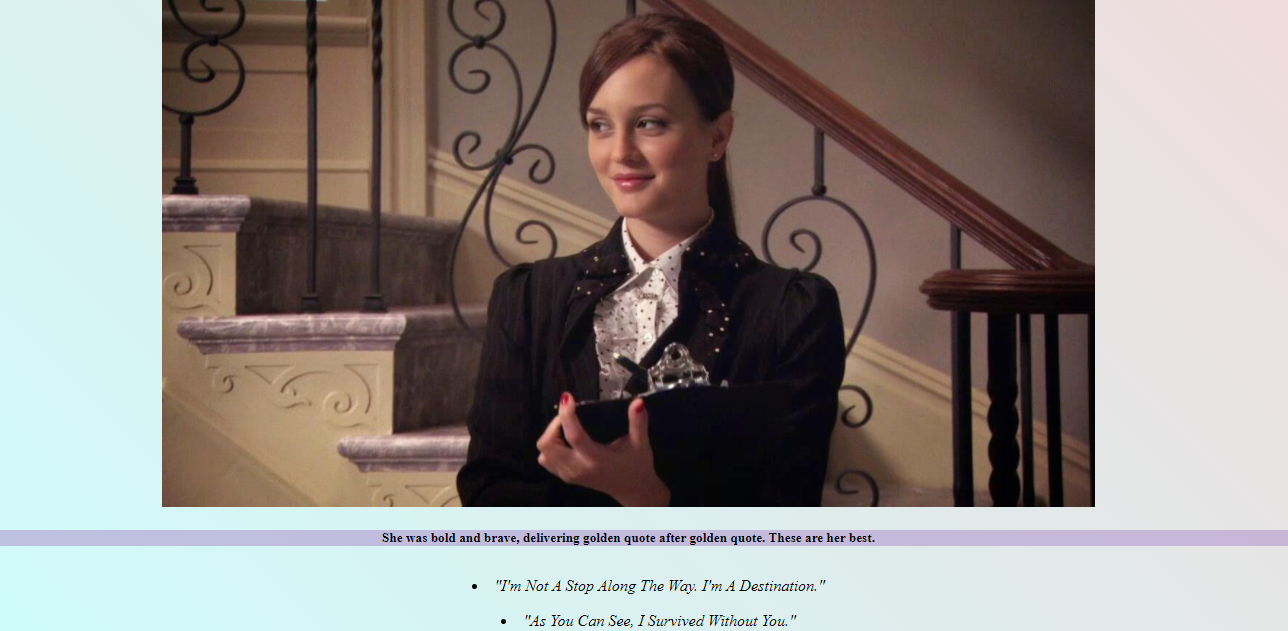 She was bold and brave, delivering golden quote after golden quote. These are her best.
"I'm Not A Stop Along The Way. I'm A Destination."
"As You Can See, I Survived Without You."